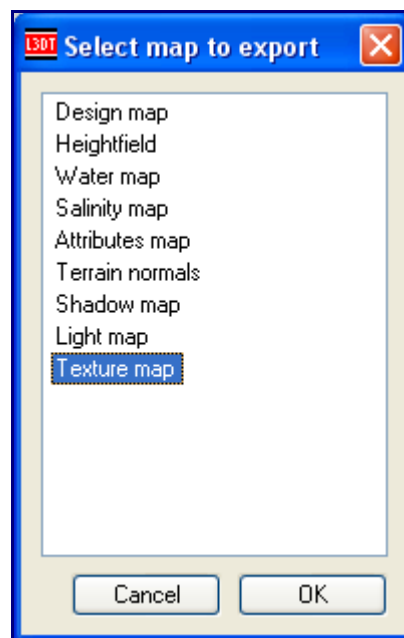 L3DT Select map to export
Design map
Heightfield
Water map
Salinity map
Attributes map
Terrain normals
Shadow map
Light map
Texture map
Cancel OK